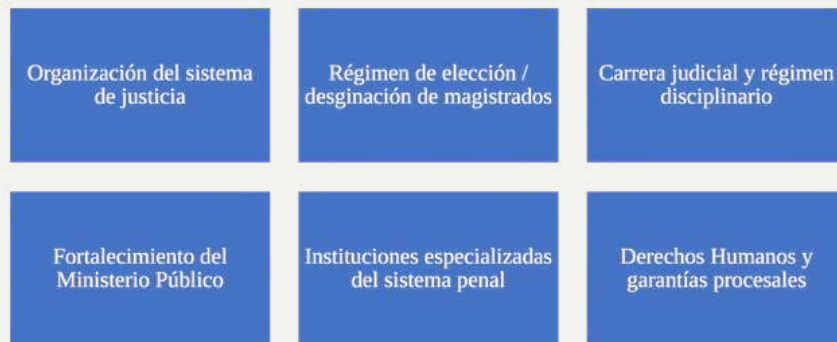 Organización del sistema
de justicia
Régimen de elección /
desginación de magistrados
Carrera judicial y régimen
disciplinario
Fortalecimiento del
Ministerio Público
Instituciones especializadas
del sistema penal
Derechos Humanos y
garantías procesales